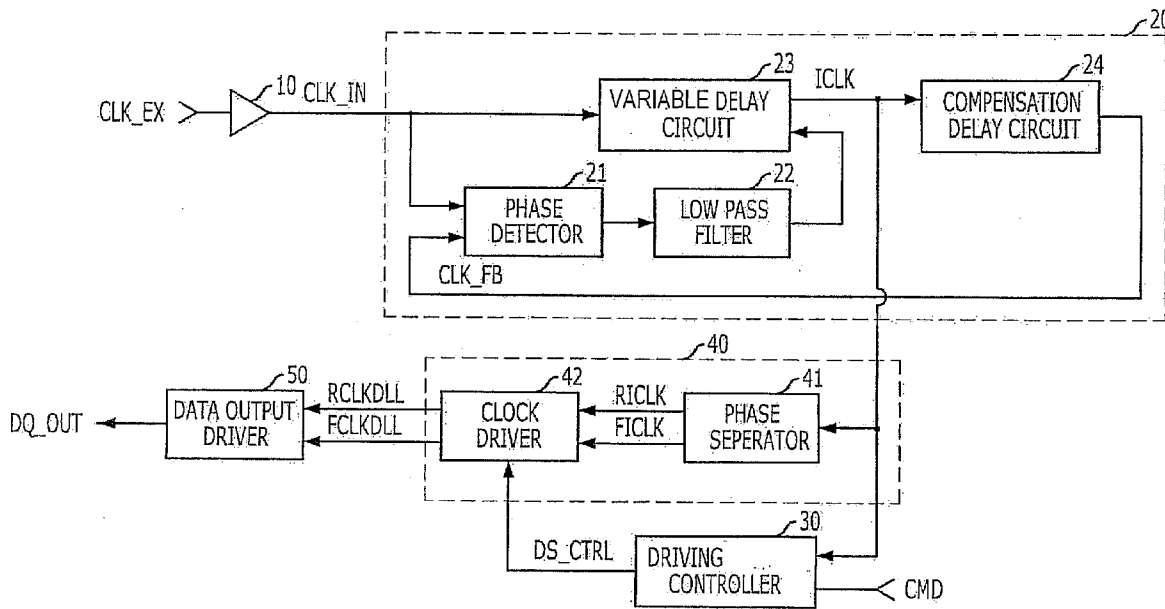 20
10
CLK_EX
CLK_IN
23
VARIABLE DELAY
CIRCUIT
ICLK
24
COMPENSATION
DELAY CIRCUIT
21
PHASE
DETECTOR
22
LOW PASS
FILTER
CLK_FB
40
50
DATA OUTPUT
DRIVER
DQ_OUT
RCLKDLL
FCLKDLL
42
CLOCK
DRIVER
RICLK
FICLK
41
PHASE
SEPERATOR
30
DRIVING
CONTROLLER
DS_CTRL
CMD